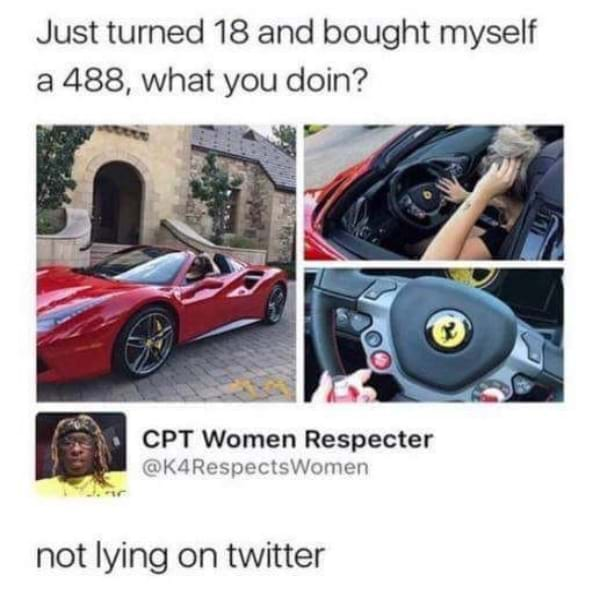 Just turned 18 and bought myself
a 488, what you doin?
CPT Women Respecter
@K4RespectsWomen
not lying on twitter